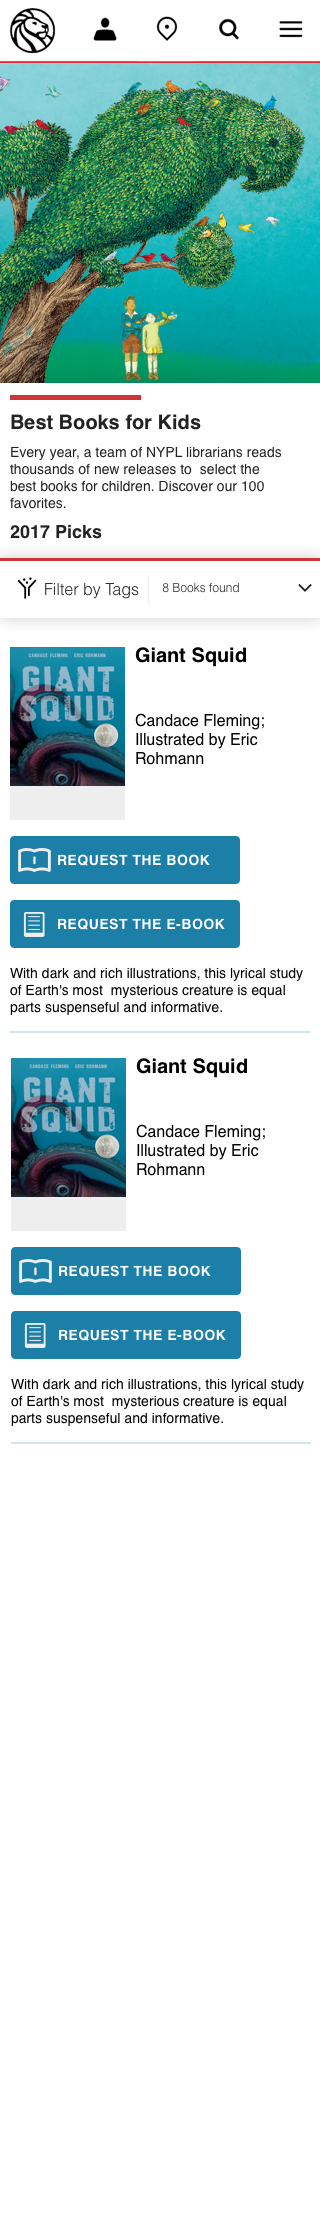 Best Books for Kids
Every year, a team of NYPL librarians reads
thousands of new releases to  select the
best books for children. Discover our 100
favorites.
2017 Picks
Filter by Tags
8 Books found
CANDACE FLEMING ERIC ROHMANN
GIANT
SQUID
Giant Squid
Candace Fleming;
Illustrated by Eric
Rohmann
REQUEST THE BOOK
REQUEST THE E-BOOK
With dark and rich illustrations, this lyrical study
of Earth's most  mysterious creature is equal
parts suspenseful and informative.
CANDACE FLEMING ERIC ROHMANN
GIANT
SQUID
Giant Squid
Candace Fleming;
Illustrated by Eric
Rohmann
REQUEST THE BOOK
REQUEST THE E-BOOK
With dark and rich illustrations, this lyrical study
of Earth's most  mysterious creature is equal
parts suspenseful and informative.